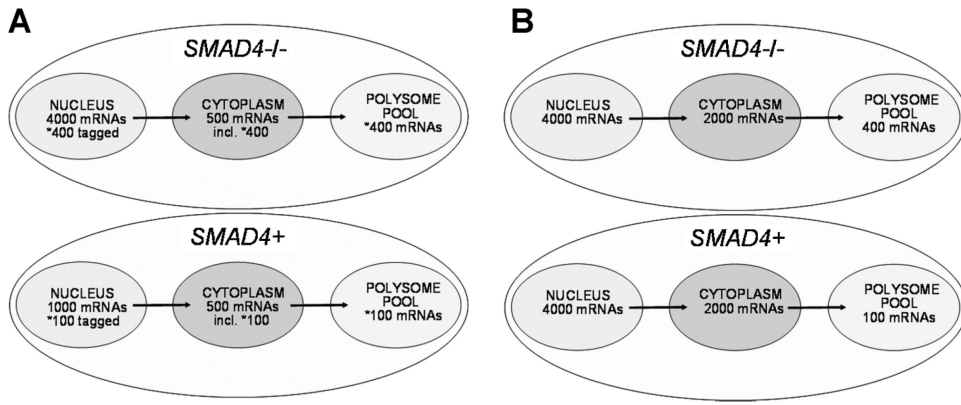 A
SMAD4-/-
NUCLEUS
4000 mRNAs
*400 tagged
CYTOPLASM
500 mRNAs
incl. *400
POLYSOME
POOL
*400 mRNAs
SMAD4+
NUCLEUS
1000 mRNAs
*100 tagged
CYTOPLASM
500 mRNAs
incl. *100
POLYSOME
POOL
*100 mRNAs
B
SMAD4-/-
NUCLEUS
4000 mRNAs
CYTOPLASM
2000 mRNAs
POLYSOME
POOL
400 mRNAs
SMAD4+
NUCLEUS
4000 mRNAs
CYTOPLASM
2000 mRNAs
POLYSOME
POOL
100 mRNAs